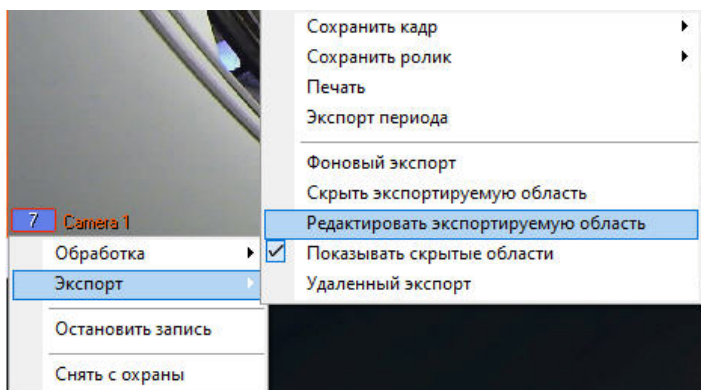 Сохранить кадр
Сохранить ролик
Печать
Экспорт периода
Фоновый экспорт
Скрыть экспортируемую область
Редактировать экспортируемую область
Показывать скрытые области
Удаленный экспорт
7 Camera 1
Обработка
Экспорт
Остановить запись
Снять с охраны